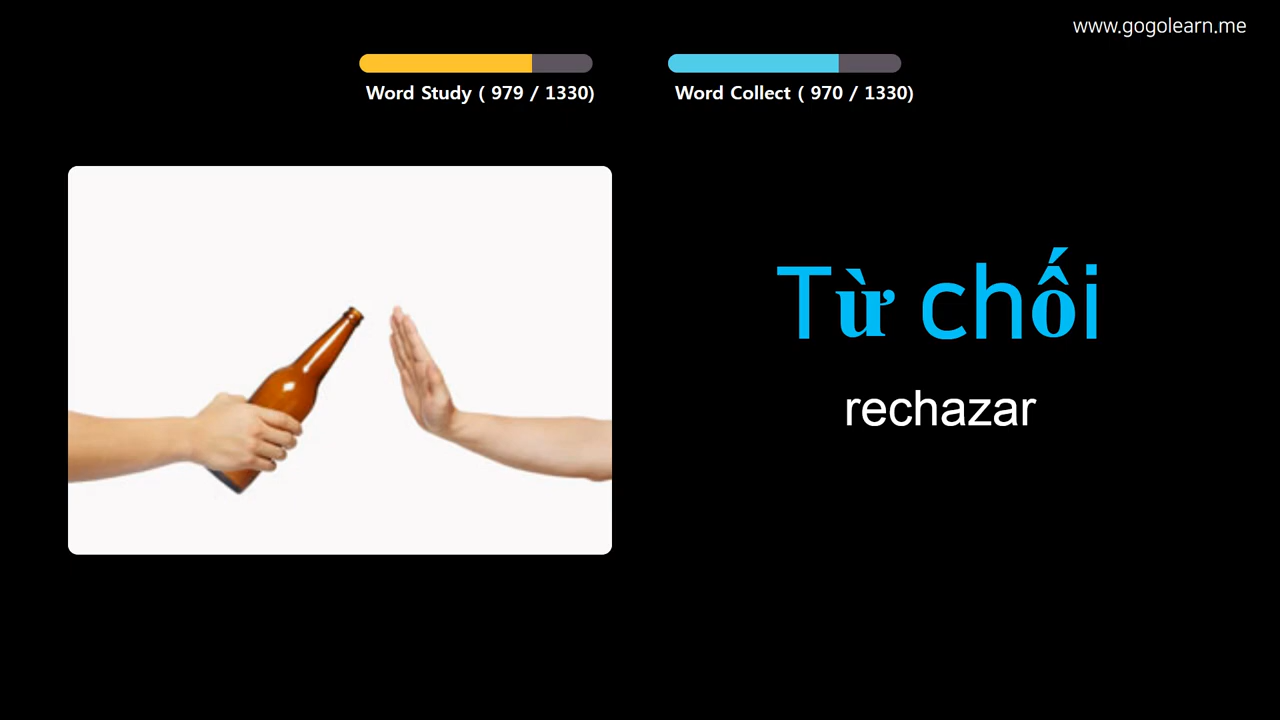 www.gogolearn.me
Word Study ( 979 / 1330)
Word Collect ( 970 / 1330)
Từ chối
rechazar